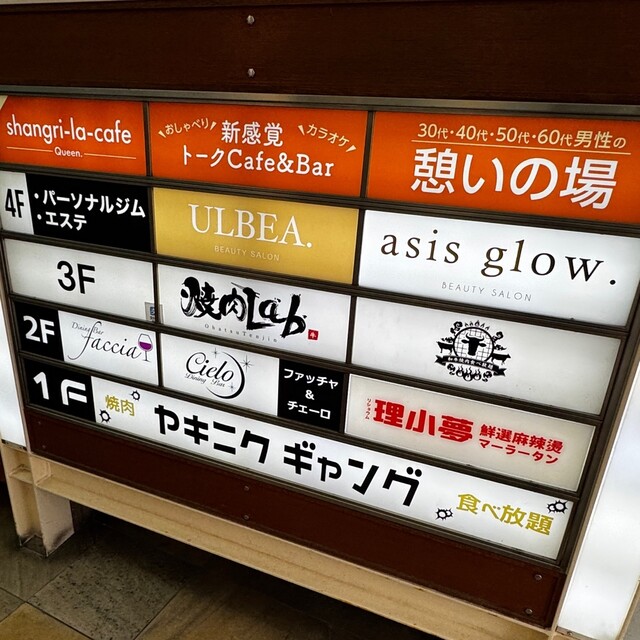 shangri-la-cafe
Queen.
おしゃべり 新感覚 カラオケ
トークCafe&Bar
30代・40代・50代・60代男性の
憩いの場
4F
・パーソナルジム
・エステ
ULBEA.
BEAUTY SALON
asis glow.
BEAUTY SALON
3F
焼肉Lab
2F
Dining Bar
faccia
Cielo
Dining Bar
ファッチャ
&
チェーロ
1F
焼肉
ヤキニクギャング
食べ放題
理小夢
鮮選麻辣烫
マーラータン